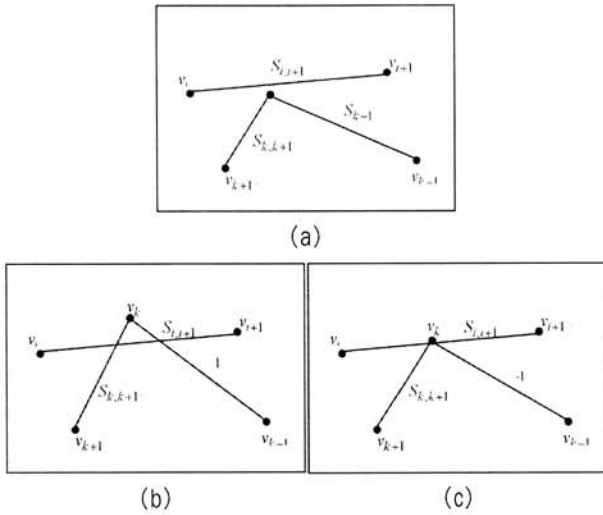 S_{i,i+1}
v_i
v_{i+1}
S_{k-1}
S_{k,k+1}
v_{k+1}
v_{k-1}
(a)
v_k
S_{i,i+1}
v_i
v_{i+1}
1
S_{k,k+1}
v_{k+1}
v_{k-1}
(b)
v_k
S_{i,i+1}
v_i
v_{i+1}
-1
S_{k,k+1}
v_{k+1}
v_{k-1}
(c)